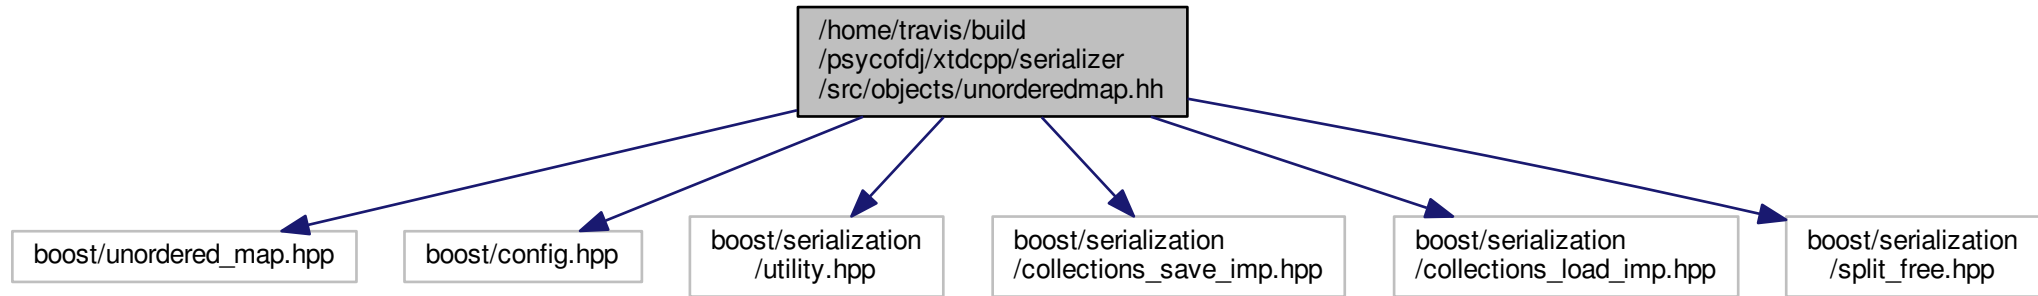 /home/travis/build
/psycofdj/xtdcpp/serializer
/src/objects/unorderedmap.hh
boost/unordered_map.hpp
boost/config.hpp
boost/serialization
/utility.hpp
boost/serialization
/collections_save_imp.hpp
boost/serialization
/collections_load_imp.hpp
boost/serialization
/split_free.hpp